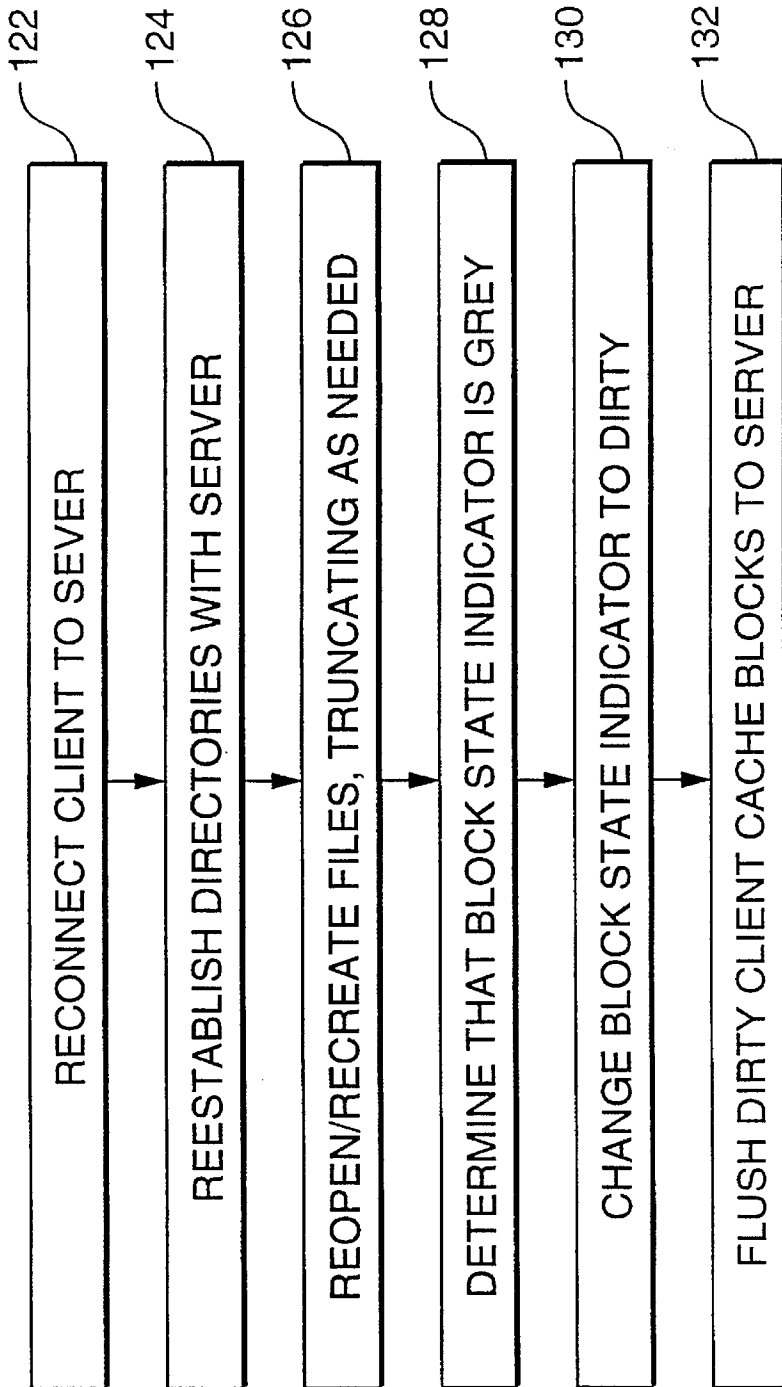 RECONNECT CLIENT TO SEVER
122
REESTABLISH DIRECTORIES WITH SERVER
124
REOPEN/RECREATE FILES, TRUNCATING AS NEEDED
126
DETERMINE THAT BLOCK STATE INDICATOR IS GREY
128
CHANGE BLOCK STATE INDICATOR TO DIRTY
130
FLUSH DIRTY CLIENT CACHE BLOCKS TO SERVER
132